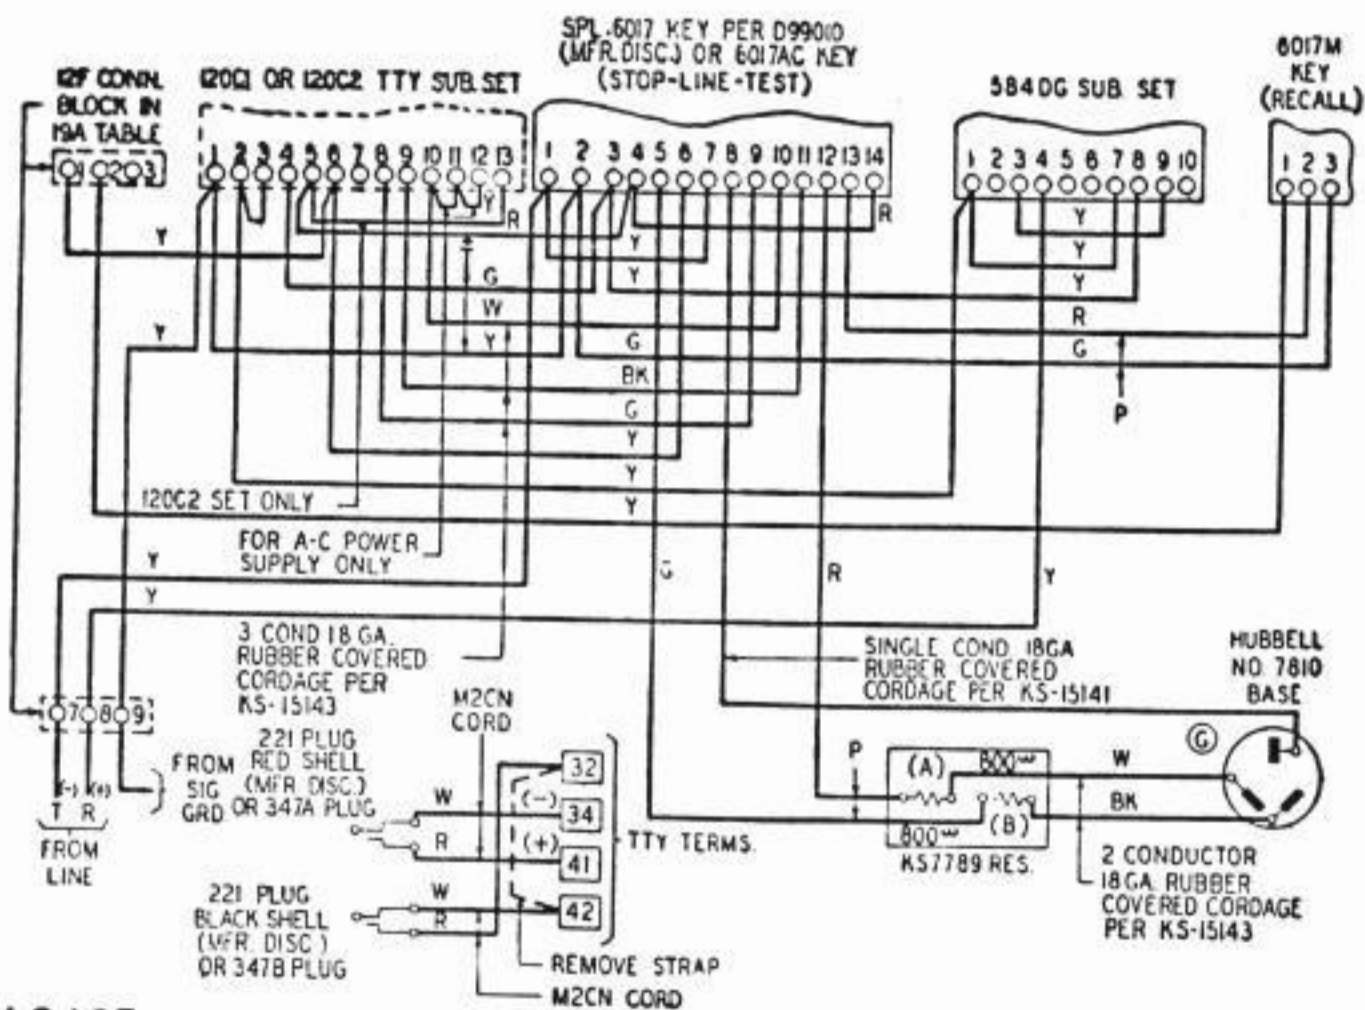 SPL. 6017 KEY PER D99010
(MFR. DISC.) OR 6017AC KEY
(STOP-LINE-TEST)
12F CONN.
BLOCK IN
19A TABLE
120C1 OR 120C2 TTY SUB SET
584DG SUB SET
6017M
KEY
(RECALL)
1 2 3
1 2 3 4 5 6 7 8 9 10 11 12 13
1 2 3 4 5 6 7 8 9 10 11 12 13 14
1 2 3 4 5 6 7 8 9 10
1 2 3
Y
R
R
Y
Y
Y
Y
Y
Y
G
Y
W
R
Y
Y
G
G
BK
P
G
Y
Y
Y
120C2 SET ONLY
FOR A-C POWER
SUPPLY ONLY
Y
Y
R
Y
3 COND 18 GA.
RUBBER COVERED
CORDAGE PER
KS-15143
SINGLE COND 18GA
RUBBER COVERED
CORDAGE PER KS-15141
HUBBELL
NO. 7810
BASE
G
7 8 9
(-) (+)
T R
FROM
LINE
FROM
SIG
GRD
M2CN
CORD
221 PLUG
RED SHELL
(MFR DISC.)
OR 347A PLUG
W
R
32
(-)
34
(+)
41
42
TTY TERMS.
P
(A)
800 ω
800 ω
(B)
KS7789 RES.
W
BK
221 PLUG
BLACK SHELL
(MFR. DISC.)
OR 347B PLUG
W
R
REMOVE STRAP
M2CN CORD
2 CONDUCTOR
18GA. RUBBER
COVERED CORDAGE
PER KS-15143